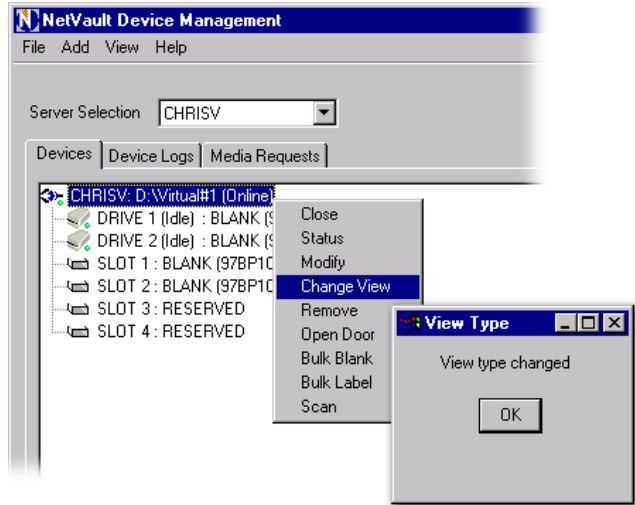 NetVault Device Management
File Add View Help
Server Selection CHRISV
Devices Device Logs Media Requests
CHRISV: D:\Virtual#1 (Online)
DRIVE 1 (Idle) : BLANK (
DRIVE 2 (Idle) : BLANK (
SLOT 1 : BLANK (97BP10
SLOT 2 : BLANK (97BP10
SLOT 3 : RESERVED
SLOT 4 : RESERVED
Close
Status
Modify
Change View
Remove
Open Door
Bulk Blank
Bulk Label
Scan
View Type
View type changed
OK